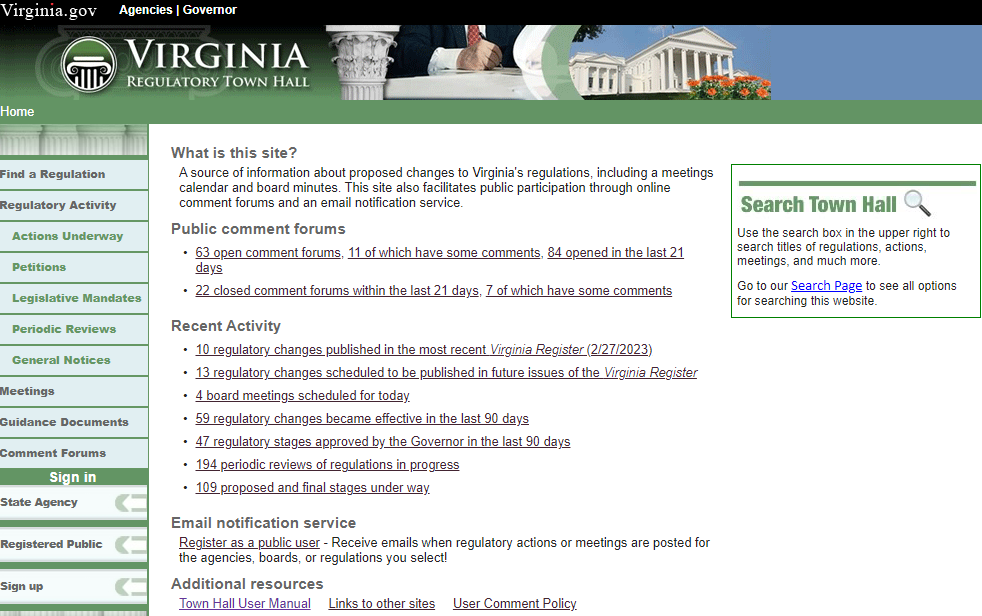 Virginia.gov Agencies | Governor
VIRGINIA
REGULATORY TOWN HALL
Home
Find a Regulation
Regulatory Activity
Actions Underway
Petitions
Legislative Mandates
Periodic Reviews
General Notices
Meetings
Guidance Documents
Comment Forums
Sign in
State Agency
Registered Public
Sign up
What is this site?
A source of information about proposed changes to Virginia's regulations, including a meetings
calendar and board minutes. This site also facilitates public participation through online
comment forums and an email notification service.
Public comment forums
• 63 open comment forums, 11 of which have some comments, 84 opened in the last 21
days
• 22 closed comment forums within the last 21 days, 7 of which have some comments
Recent Activity
• 10 regulatory changes published in the most recent Virginia Register (2/27/2023)
• 13 regulatory changes scheduled to be published in future issues of the Virginia Register
• 4 board meetings scheduled for today
• 59 regulatory changes became effective in the last 90 days
• 47 regulatory stages approved by the Governor in the last 90 days
• 194 periodic reviews of regulations in progress
• 109 proposed and final stages under way
Email notification service
Register as a public user - Receive emails when regulatory actions or meetings are posted for
the agencies, boards, or regulations you select!
Additional resources
Town Hall User Manual Links to other sites User Comment Policy
Search Town Hall
Use the search box in the upper right to
search titles of regulations, actions,
meetings, and much more.
Go to our Search Page to see all options
for searching this website.